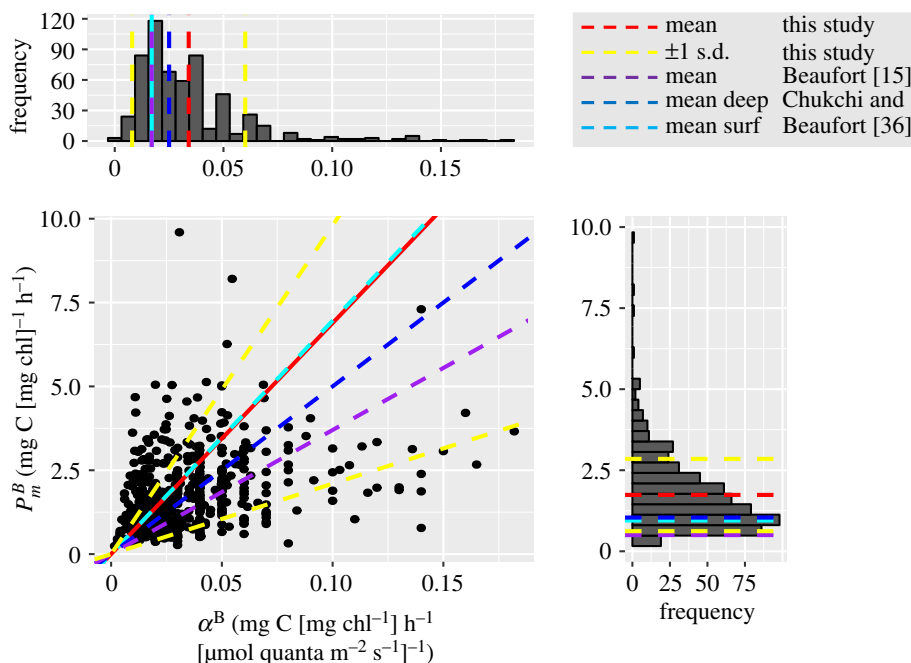 120
90
60
30
0
frequency
0 0.05 0.10 0.15
mean this study
±1 s.d. this study
mean Beaufort [15]
mean deep Chukchi and
mean surf Beaufort [36]
10.0
7.5
5.0
2.5
0
P_m^B (mg C [mg chl]⁻¹ h⁻¹)
0 0.05 0.10 0.15
α^B (mg C [mg chl⁻¹] h⁻¹
[μmol quanta m⁻² s⁻¹]⁻¹)
10.0
7.5
5.0
2.5
0
0 25 50 75
frequency